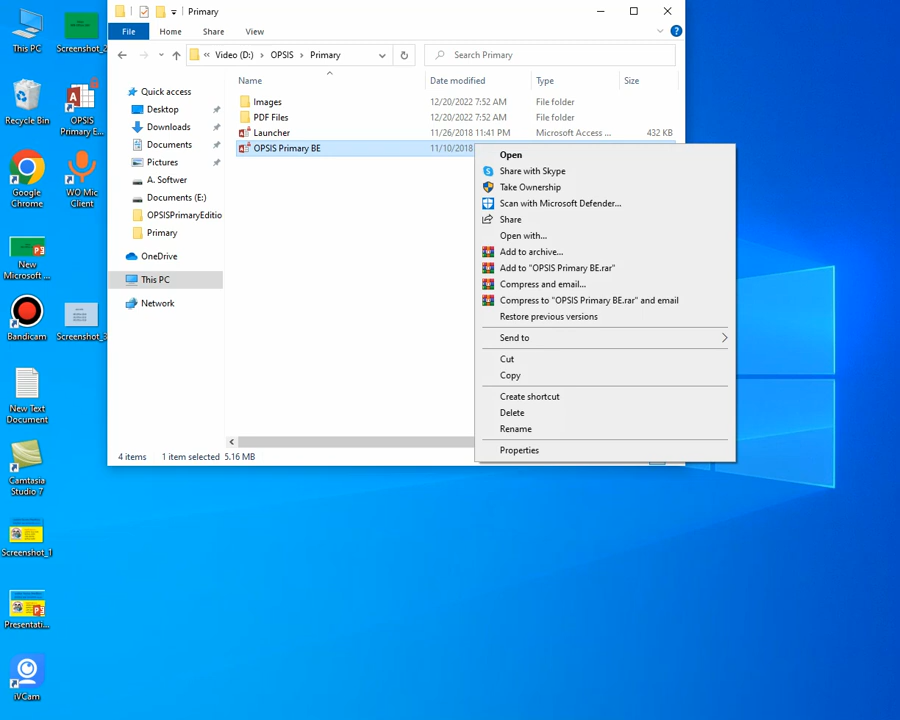 This PC
Screenshot_2
Recycle Bin
OPSIS
Primary E...
Google
Chrome
WO Mic
Client
New
Microsoft ...
Bandicam
New Text
Document
Camtasia
Studio 7
Screenshot_1
Presentati...
iVCam
Primary
File
Home
Share
View
« Video (D:) › OPSIS › Primary
Search Primary
Name
Date modified
Type
Size
Quick access
Desktop
Downloads
Documents
Pictures
A. Softwer
Documents (E:)
OPSISPrimaryEditio
Primary
OneDrive
This PC
Network
Images 12/20/2022 7:52 AM File folder
PDF Files 12/20/2022 7:52 AM File folder
Launcher 11/26/2018 11:41 PM Microsoft Access ... 432 KB
OPSIS Primary BE 11/10/2018
Open
Share with Skype
Take Ownership
Scan with Microsoft Defender...
Share
Open with...
Add to archive...
Add to "OPSIS Primary BE.rar"
Compress and email...
Compress to "OPSIS Primary BE.rar" and email
Restore previous versions
Send to
Cut
Copy
Create shortcut
Delete
Rename
Properties
4 items 1 item selected 5.16 MB